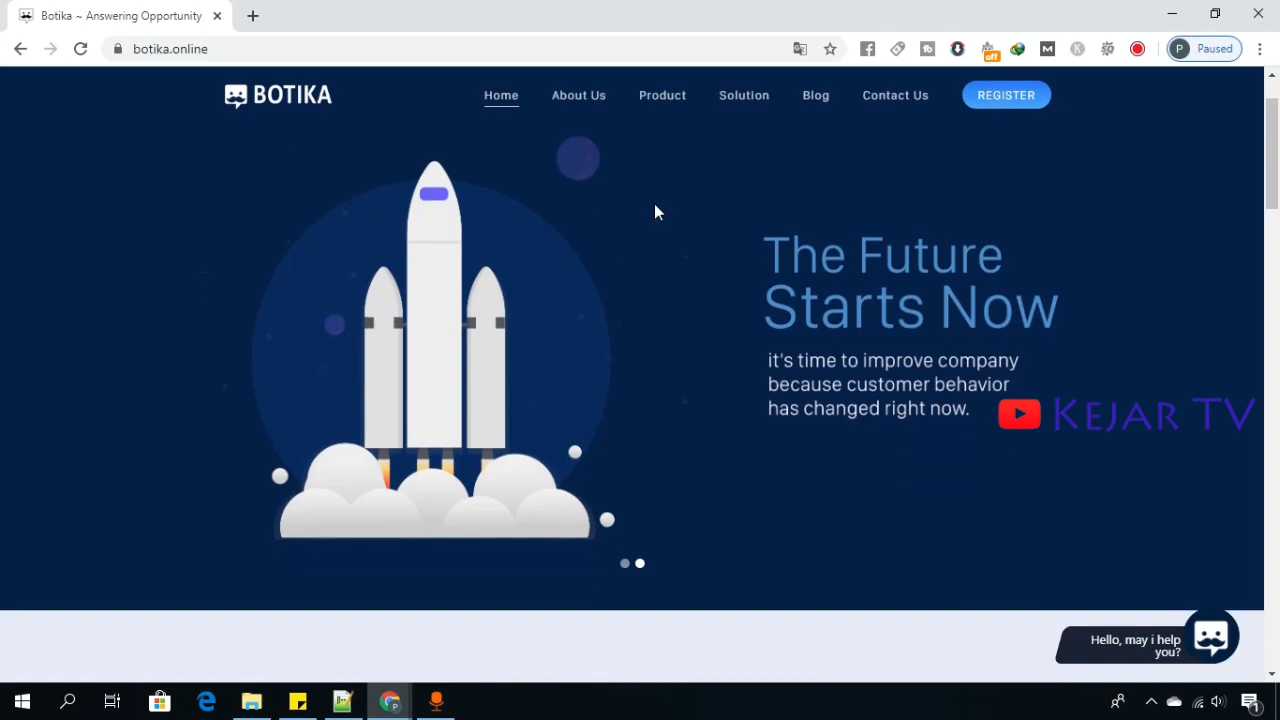 Botika ~ Answering Opportunity
botika.online
off
P
Paused
BOTIKA
Home
About Us
Product
Solution
Blog
Contact Us
REGISTER
The Future
Starts Now
it's time to improve company
because customer behavior
has changed right now.
KEJAR TV
Hello, may i help
you?